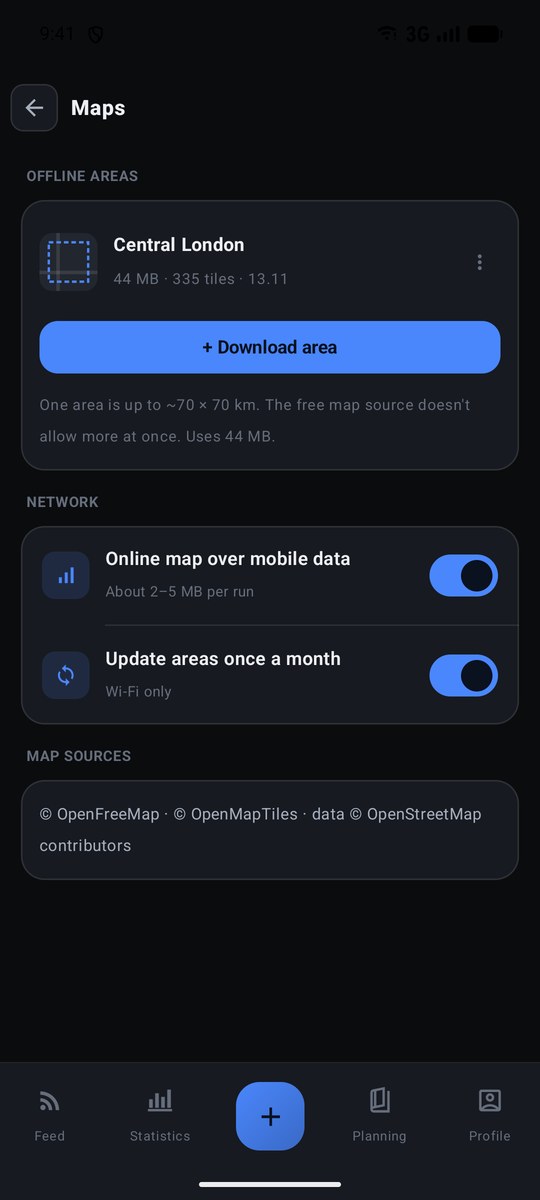 9:41
3G
Maps
OFFLINE AREAS
Central London
44 MB · 335 tiles · 13.11
+ Download area
One area is up to ~70 × 70 km. The free map source doesn't
allow more at once. Uses 44 MB.
NETWORK
Online map over mobile data
About 2–5 MB per run
Update areas once a month
Wi-Fi only
MAP SOURCES
© OpenFreeMap · © OpenMapTiles · data © OpenStreetMap
contributors
Feed
Statistics
Planning
Profile